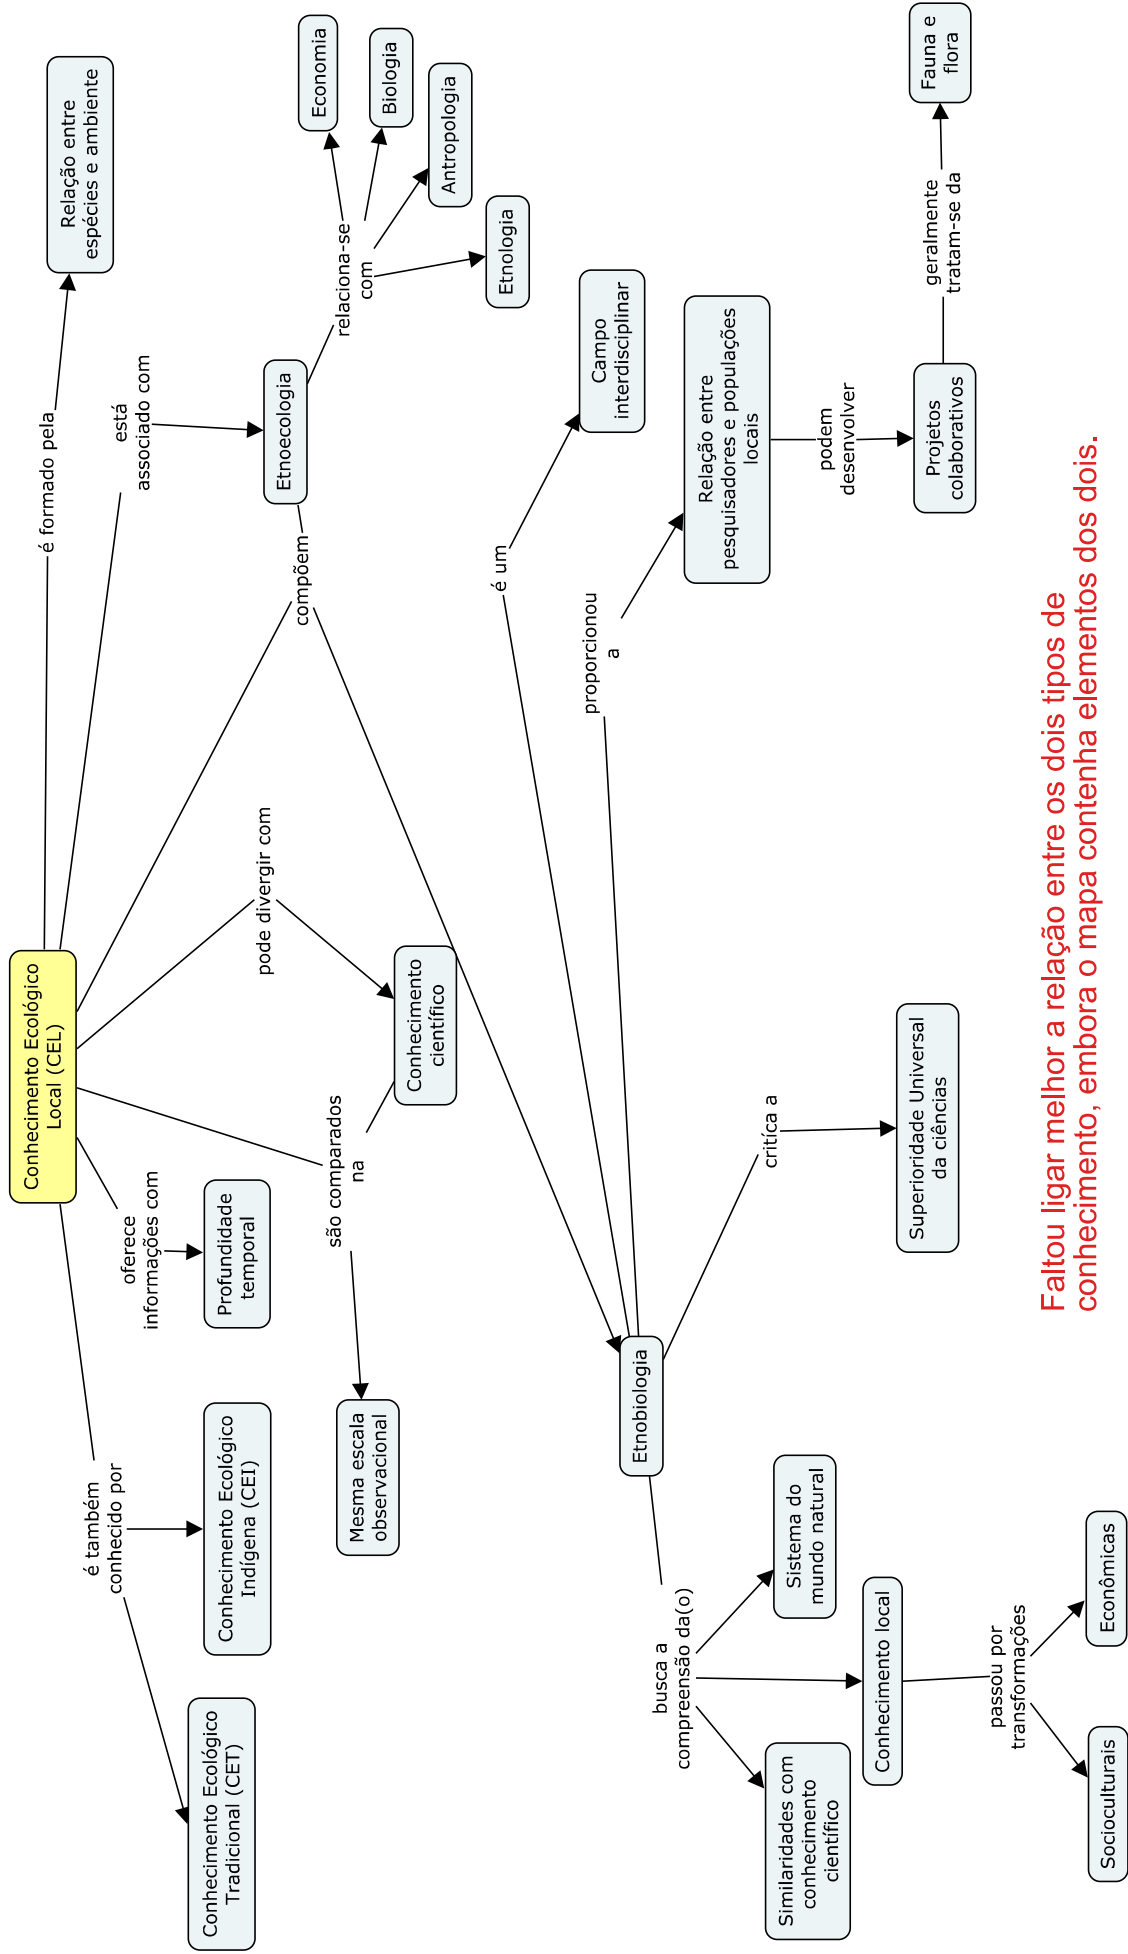 Conhecimento Ecológico
Local (CEL)
é também
conhecido por
Conhecimento Ecológico
Tradicional (CET)
Conhecimento Ecológico
Indígena (CEI)
oferece
informações com
Profundidade
temporal
são comparados
na
Mesma escala
observacional
pode divergir com
Conhecimento
científico
compõem
está
associado com
Etnoecologia
é formado pela
Relação entre
espécies e ambiente
relaciona-se
com
Economia
Biologia
Antropologia
Etnologia
Etnobiologia
busca a
compreensão da(o)
Similaridades com
conhecimento
científico
Conhecimento local
Sistema do
mundo natural
passou por
transformações
Socioculturais
Econômicas
critíca a
Superioridade Universal
da ciências
é um
Campo
interdisciplinar
proporcionou
a
Relação entre
pesquisadores e populações
locais
podem
desenvolver
Projetos
colaborativos
geralmente
tratam-se da
Fauna e
flora
Faltou ligar melhor a relação entre os dois tipos de
conhecimento, embora o mapa contenha elementos dos dois.